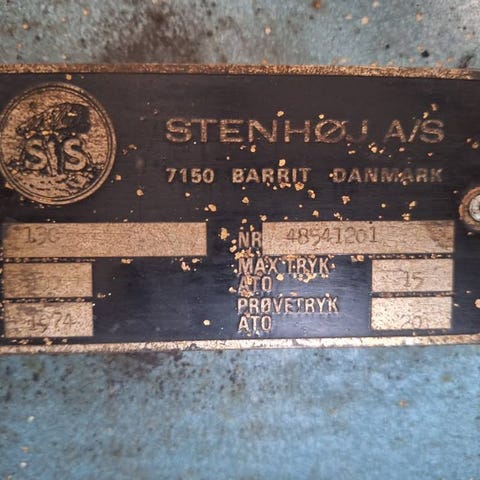 SIS
STENHØJ A/S
7150 BARRIT DANMARK
NR 48541201
MAX TRYK
ATO 15
1974
PRØVETRYK
ATO